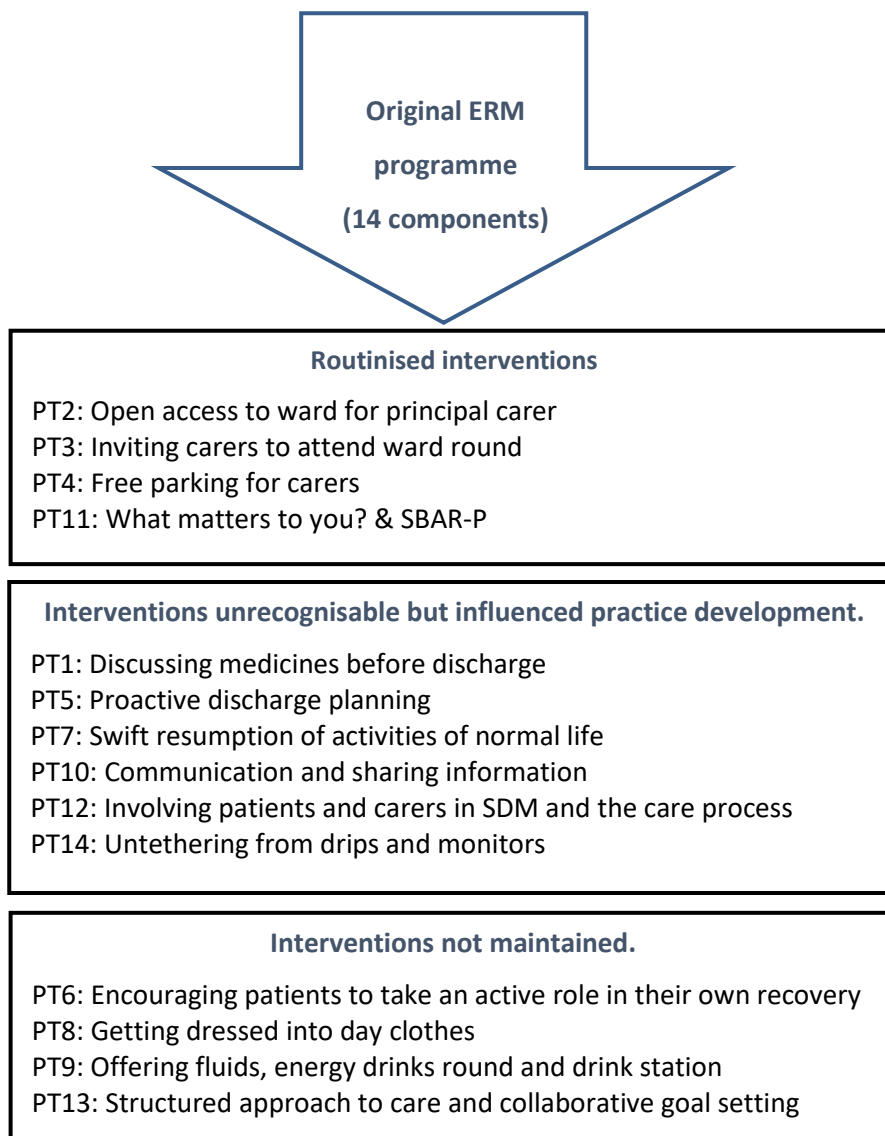 Original ERM
programme
(14 components)
Routinised interventions
PT2: Open access to ward for principal carer
PT3: Inviting carers to attend ward round
PT4: Free parking for carers
PT11: What matters to you? & SBAR-P
Interventions unrecognisable but influenced practice development.
PT1: Discussing medicines before discharge
PT5: Proactive discharge planning
PT7: Swift resumption of activities of normal life
PT10: Communication and sharing information
PT12: Involving patients and carers in SDM and the care process
PT14: Untethering from drips and monitors
Interventions not maintained.
PT6: Encouraging patients to take an active role in their own recovery
PT8: Getting dressed into day clothes
PT9: Offering fluids, energy drinks round and drink station
PT13: Structured approach to care and collaborative goal setting